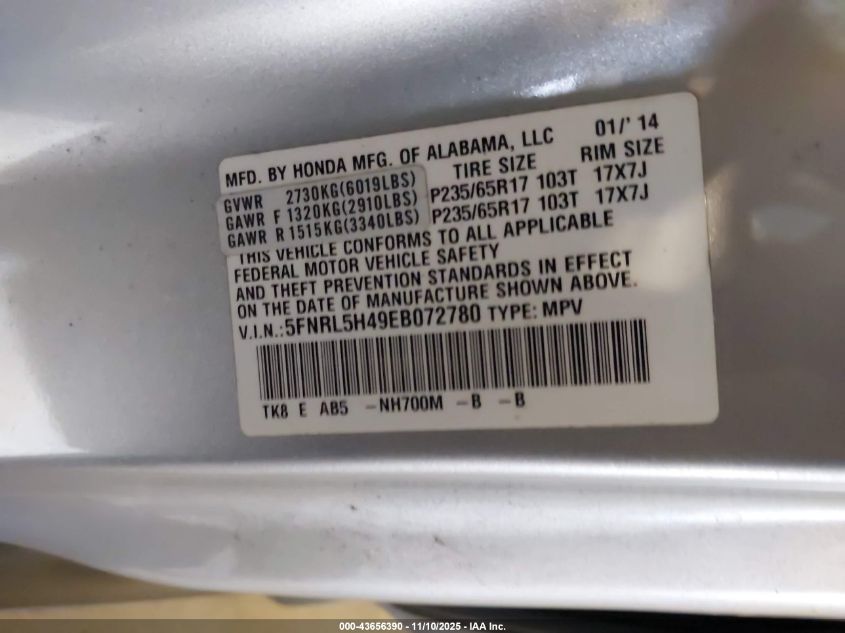 MFD. BY HONDA MFG. OF ALABAMA, LLC 01/' 14
TIRE SIZE RIM SIZE
GVWR 2730KG(6019LBS)
GAWR F 1320KG(2910LBS) P235/65R17 103T 17X7J
GAWR R 1515KG(3340LBS) P235/65R17 103T 17X7J
THIS VEHICLE CONFORMS TO ALL APPLICABLE
FEDERAL MOTOR VEHICLE SAFETY
AND THEFT PREVENTION STANDARDS IN EFFECT
ON THE DATE OF MANUFACTURE SHOWN ABOVE.
V.I.N.:5FNRL5H49EB072780 TYPE: MPV
TK8 E AB5 -NH700M -B -B
000-43656390 - 11/10/2025 - IAA Inc.